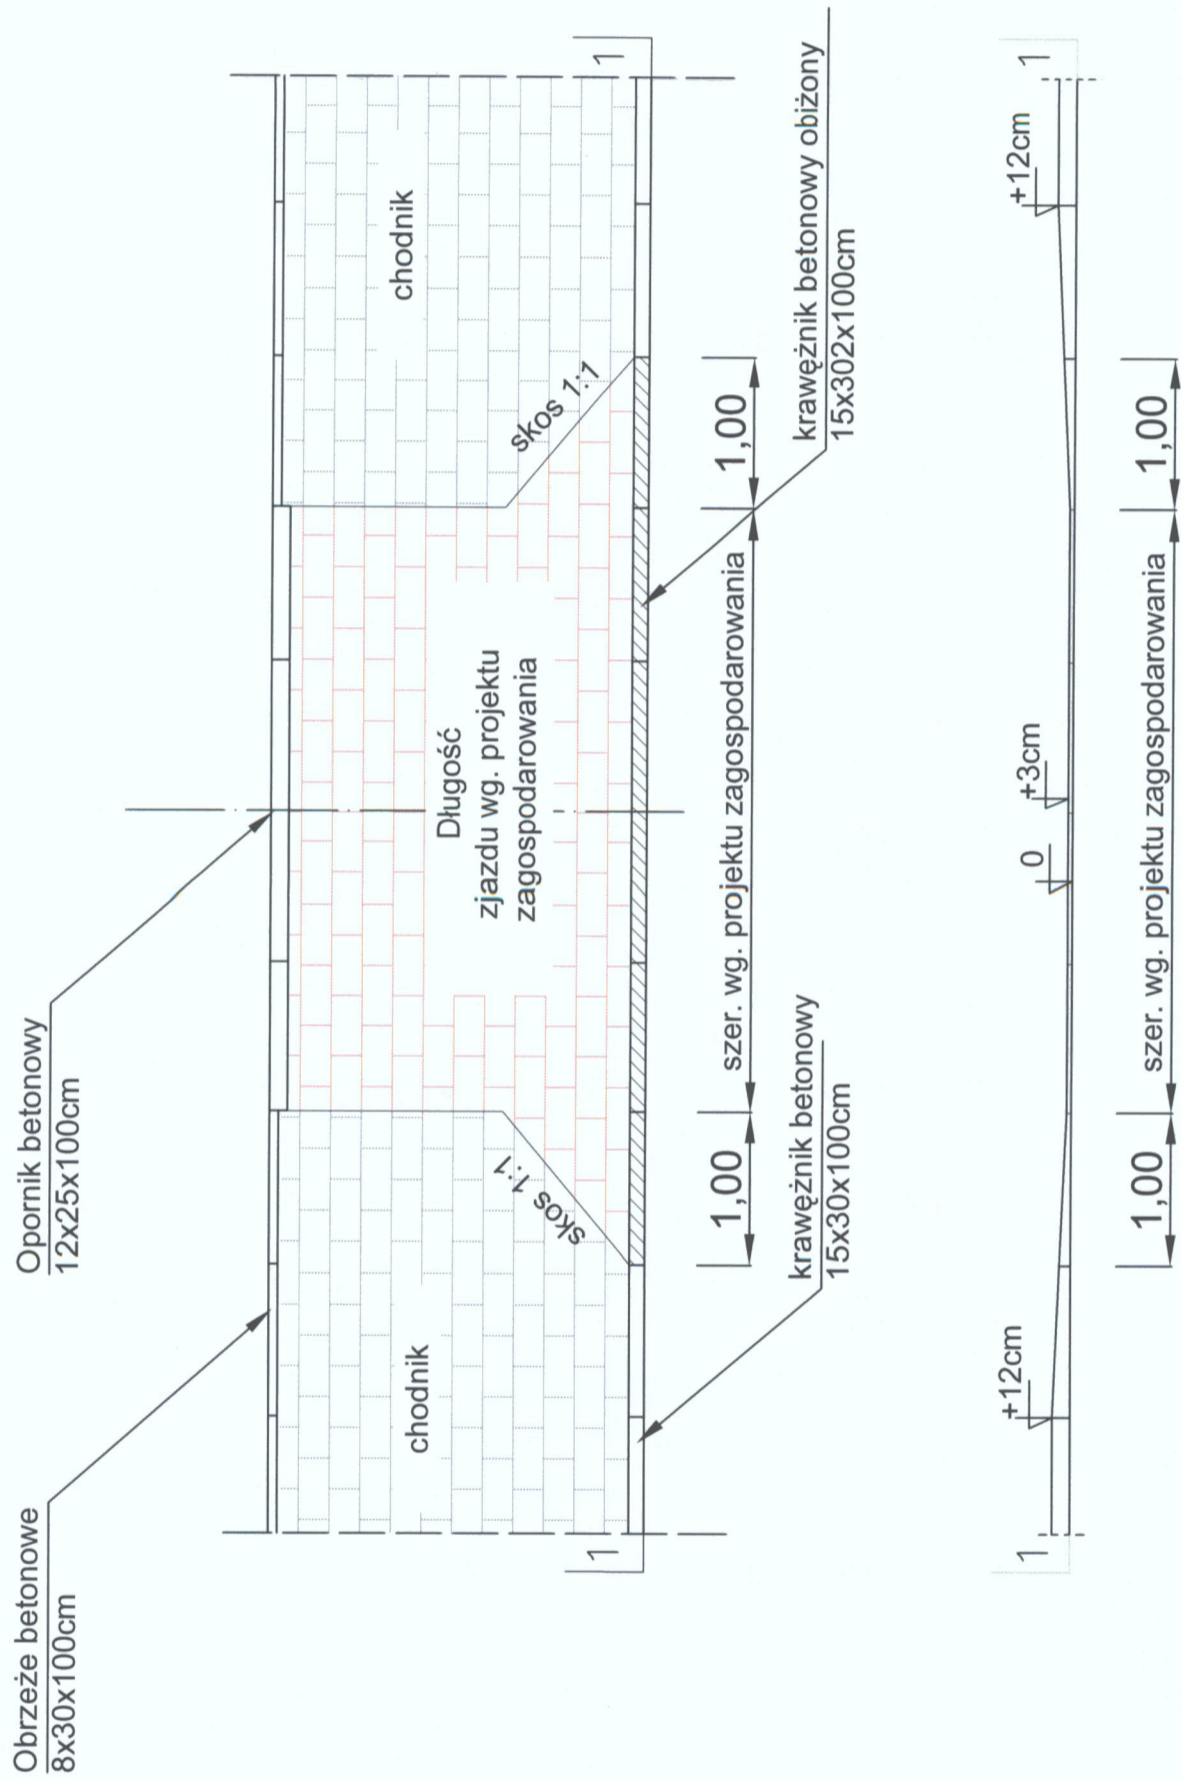 Obrzeże betonowe
8x30x100cm
Opornik betonowy
12x25x100cm
chodnik
skos 1:1
Długość
zjazdu wg. projektu
zagospodarowania
skos 1:1
chodnik
1
1
1,00
szer. wg. projektu zagospodarowania
1,00
krawężnik betonowy
15x30x100cm
krawężnik betonowy obiżony
15x302x100cm
1
+12cm
0
+3cm
+12cm
1
1,00
szer. wg. projektu zagospodarowania
1,00